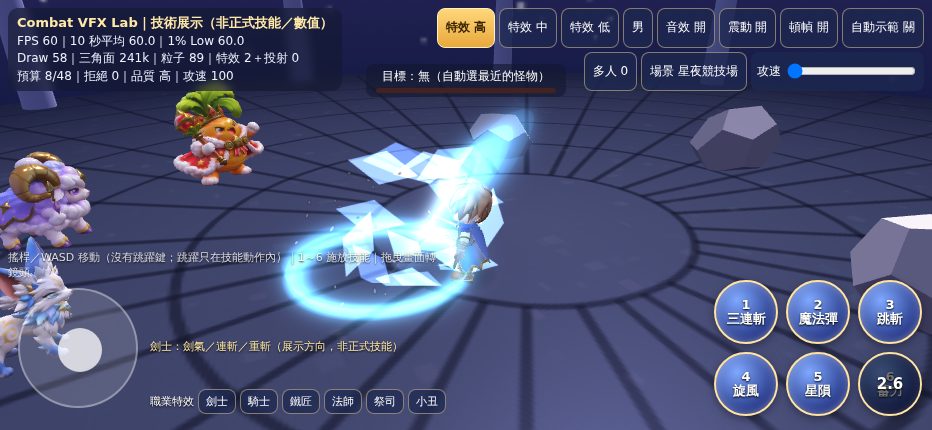 Combat VFX Lab｜技術展示（非正式技能／數值）
FPS 60｜10 秒平均 60.0｜1% Low 60.0
Draw 58｜三角面 241k｜粒子 89｜特效 2＋投射 0
預算 8/48｜拒絕 0｜品質 高｜攻速 100
特效 高
特效 中
特效 低
男
音效 開
震動 開
頓幀 開
自動示範 關
目標：無（自動選最近的怪物）
多人 0
場景 星夜競技場
攻速
搖桿／WASD 移動（沒有跳躍鍵；跳躍只在技能動作內）｜1～6 施放技能｜拖曳畫面轉
鏡頭
1
三連斬
2
魔法彈
3
跳斬
劍士：劍氣／連斬／重斬（展示方向，非正式技能）
4
旋風
5
星隕
6
2.6
職業特效
劍士
騎士
鐵匠
法師
祭司
小丑